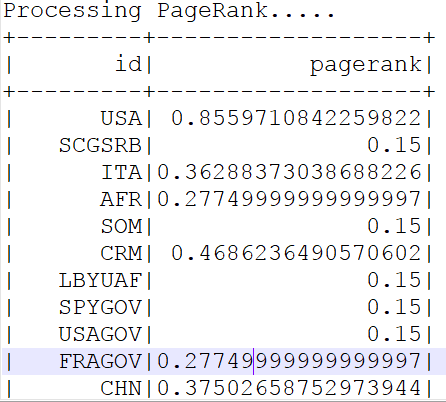 Processing PageRank.....
+---------+-------------------+
|       id|           pagerank|
+---------+-------------------+
|      USA| 0.8559710842259822|
|   SCGSRB|               0.15|
|      ITA|0.36288373038688226|
|      AFR|0.27749999999999997|
|      SOM|               0.15|
|      CRM| 0.4686236490570602|
|   LBYUAF|               0.15|
|   SPYGOV|               0.15|
|   USAGOV|               0.15|
|   FRAGOV|0.27749999999999997|
|      CHN|0.37502658752973944|